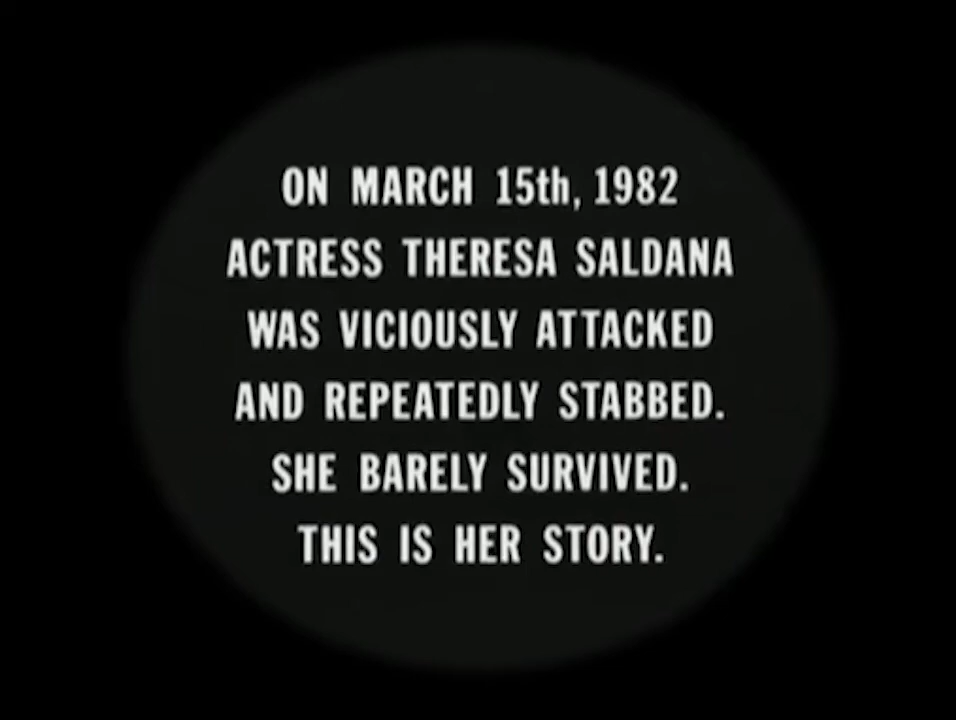 ON MARCH 15th, 1982
ACTRESS THERESA SALDANA
WAS VICIOUSLY ATTACKED
AND REPEATEDLY STABBED.
SHE BARELY SURVIVED.
THIS IS HER STORY.